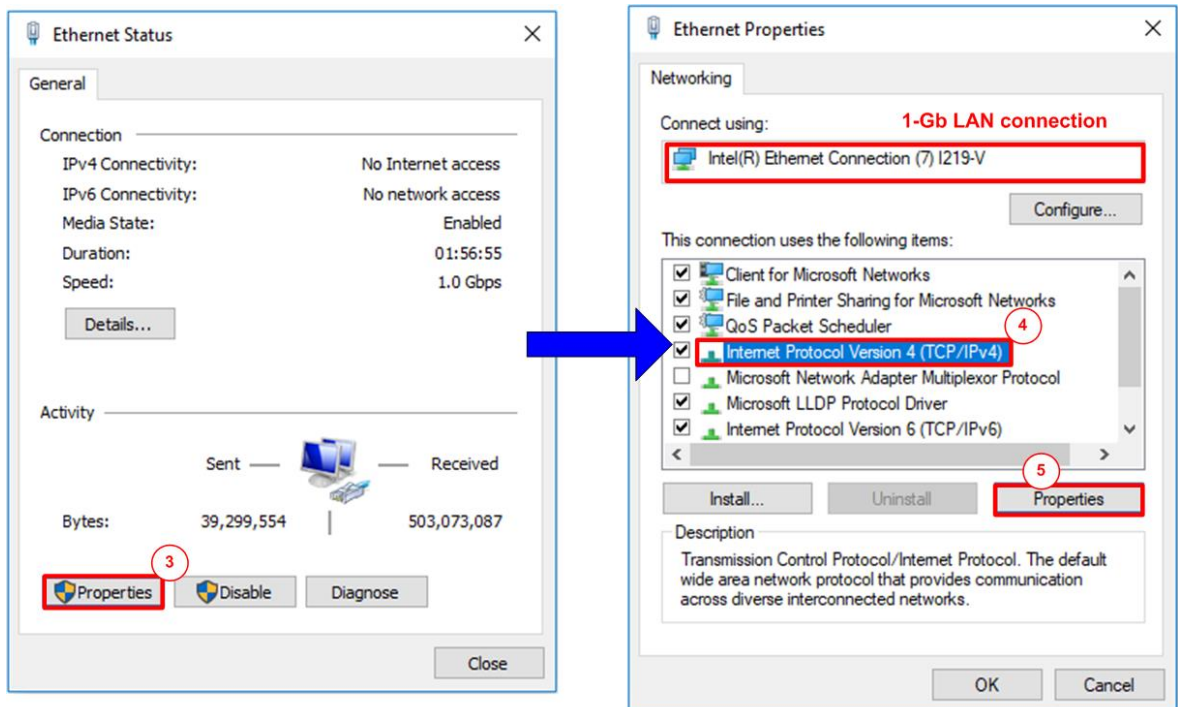 Ethernet Status
General
Connection
IPv4 Connectivity: No Internet access
IPv6 Connectivity: No network access
Media State: Enabled
Duration: 01:56:55
Speed: 1.0 Gbps
Details...
Activity
Sent Received
Bytes: 39,299,554 503,073,087
3
Properties Disable Diagnose
Close
Ethernet Properties
Networking
Connect using: 1-Gb LAN connection
Intel(R) Ethernet Connection (7) I219-V
Configure...
This connection uses the following items:
Client for Microsoft Networks
File and Printer Sharing for Microsoft Networks
QoS Packet Scheduler
4
Internet Protocol Version 4 (TCP/IPv4)
Microsoft Network Adapter Multiplexor Protocol
Microsoft LLDP Protocol Driver
Internet Protocol Version 6 (TCP/IPv6)
5
Install... Uninstall Properties
Description
Transmission Control Protocol/Internet Protocol. The default
wide area network protocol that provides communication
across diverse interconnected networks.
OK Cancel